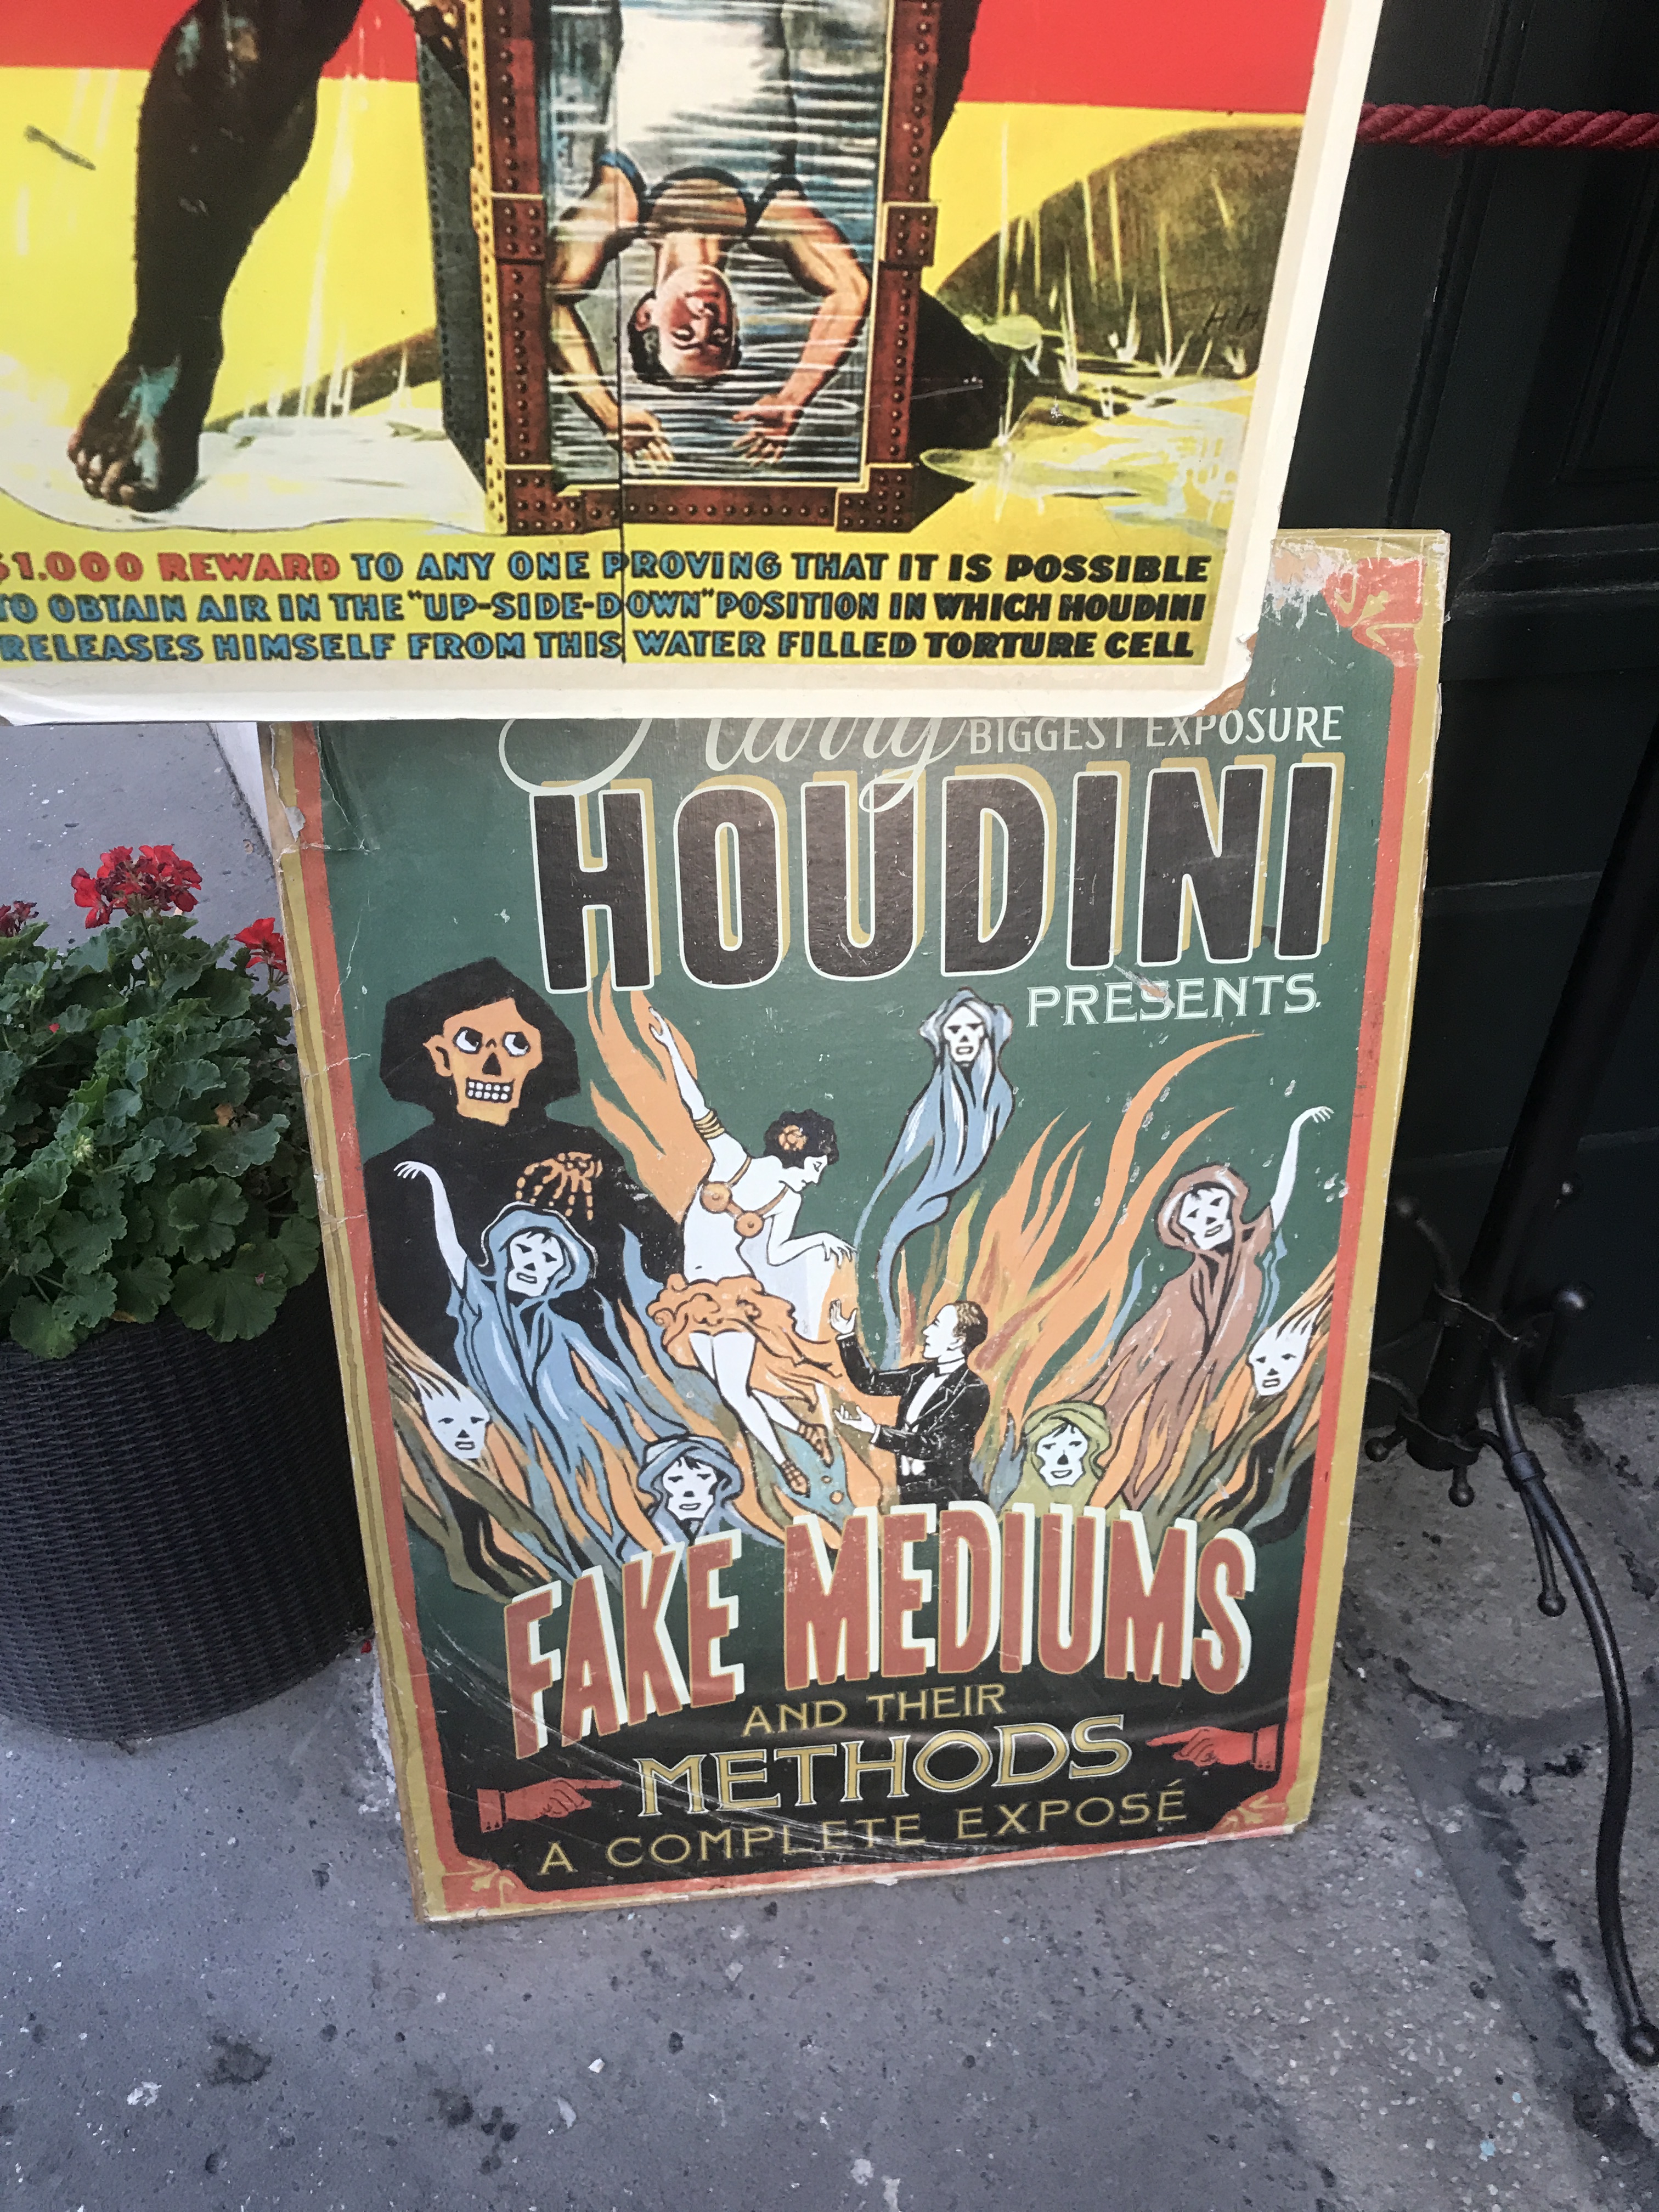 $1.000 REWARD TO ANY ONE PROVING THAT IT IS POSSIBLE
TO OBTAIN AIR IN THE "UP-SIDE-DOWN" POSITION IN WHICH HOUDINI
RELEASES HIMSELF FROM THIS WATER FILLED TORTURE CELL
Harry BIGGEST EXPOSURE
HOUDINI
PRESENTS
FAKE MEDIUMS
AND THEIR
METHODS
A COMPLETE EXPOSÉ